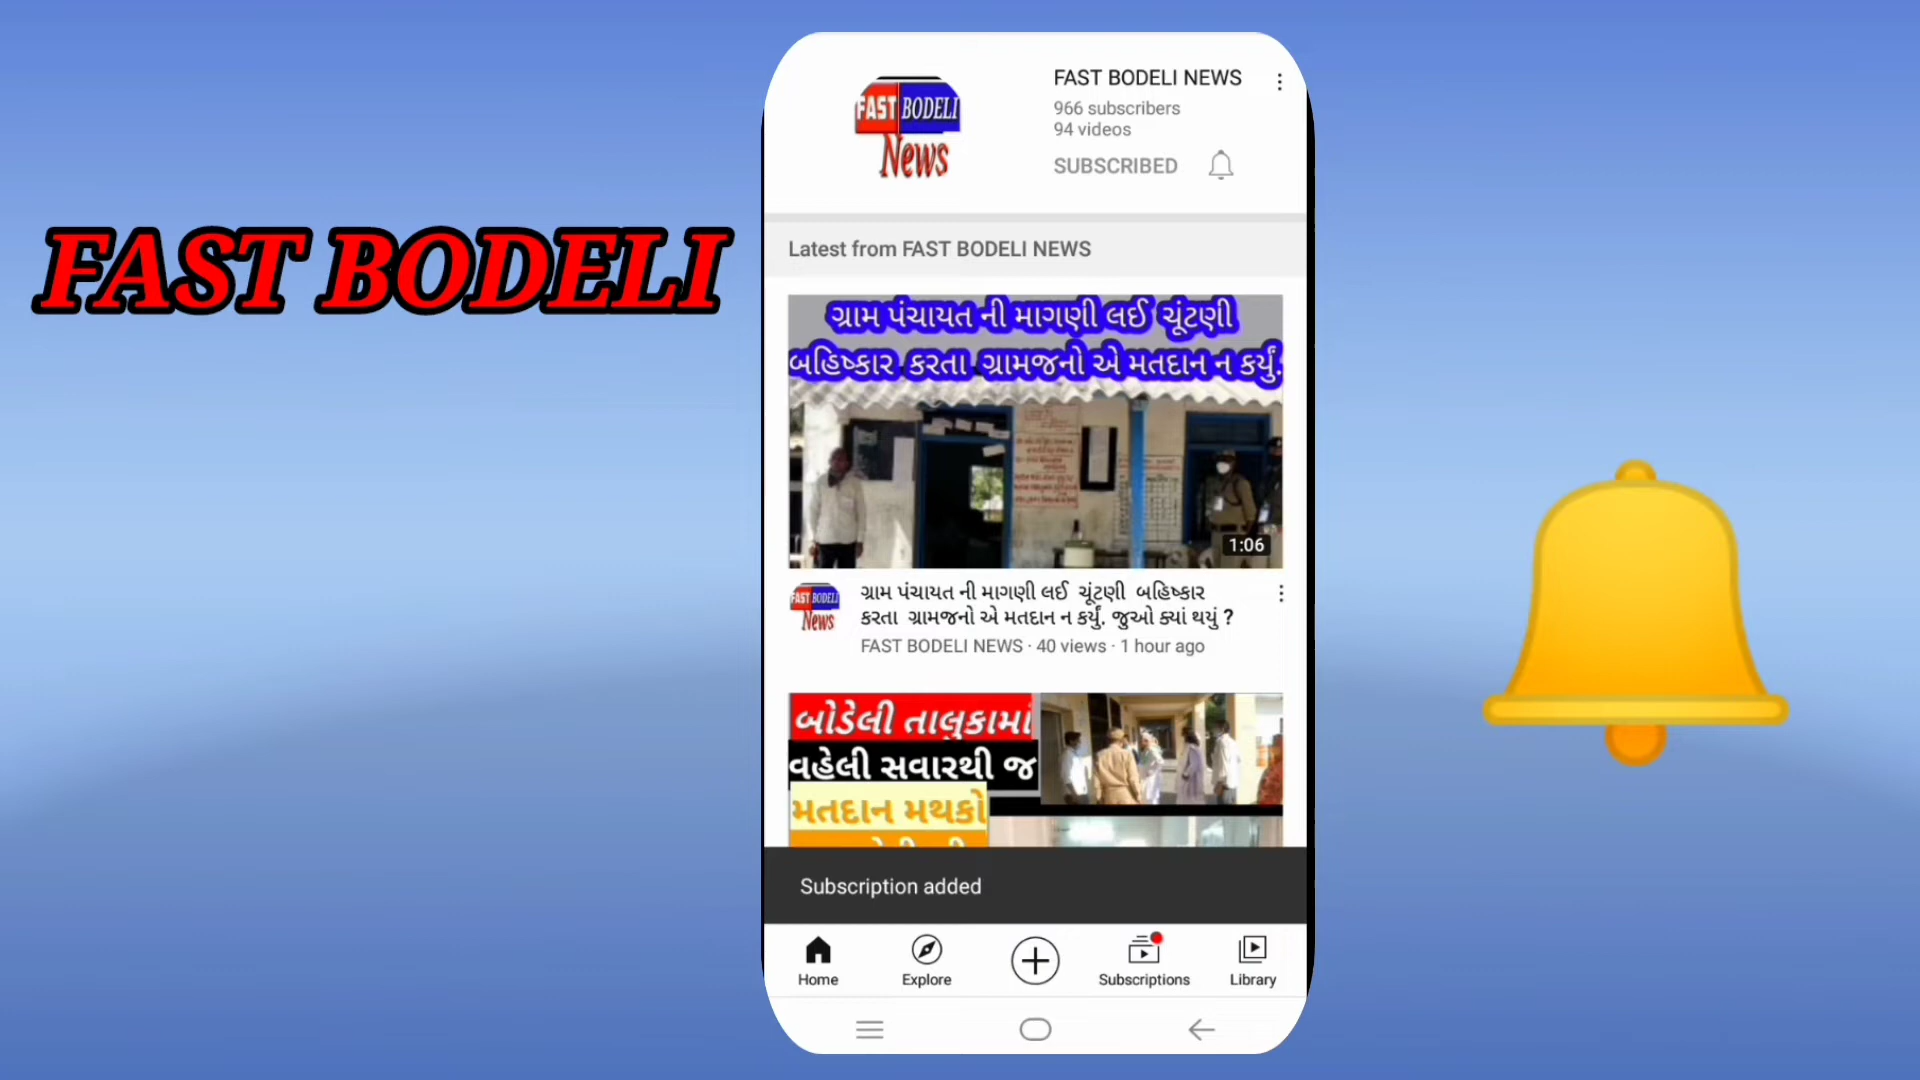 FAST BODELI
FAST BODELI
News
FAST BODELI NEWS
966 subscribers
94 videos
SUBSCRIBED
Latest from FAST BODELI NEWS
ગ્રામ પંચાયત ની માગણી લઈ ચૂંટણી
બહિષ્કાર કરતા ગ્રામજનો એ મતદાન ન કર્યું.
1:06
FAST BODELI
News
ગ્રામ પંચાયત ની માગણી લઈ ચૂંટણી બહિષ્કાર
કરતા ગ્રામજનો એ મતદાન ન કર્યું. જુઓ ક્યાં થયું ?
FAST BODELI NEWS · 40 views · 1 hour ago
બોડેલી તાલુકામાં
વહેલી સવારથી જ
મતદાન મથકો
Subscription added
Home
Explore
Subscriptions
Library